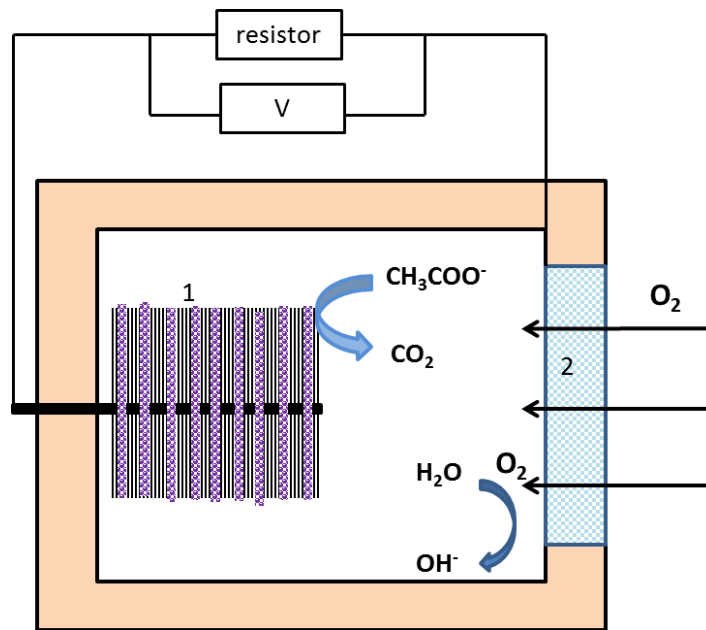 resistor
V
1
CH₃COO⁻
O₂
CO₂
2
H₂O
O₂
OH⁻